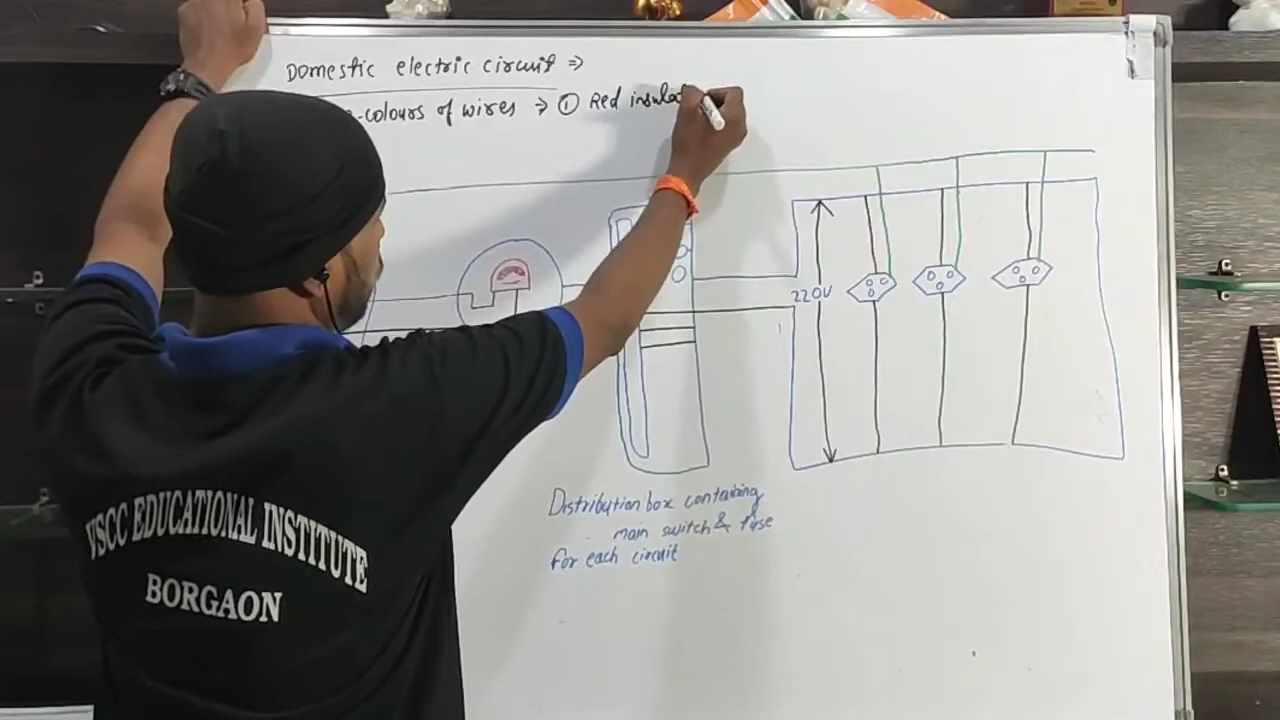 Domestic electric circuit ⇒
-colours of wires ⇒ ① Red insulat
220V
Distribution box containing
main switch & fuse
for each circuit
VSCC EDUCATIONAL INSTITUTE
BORGAON